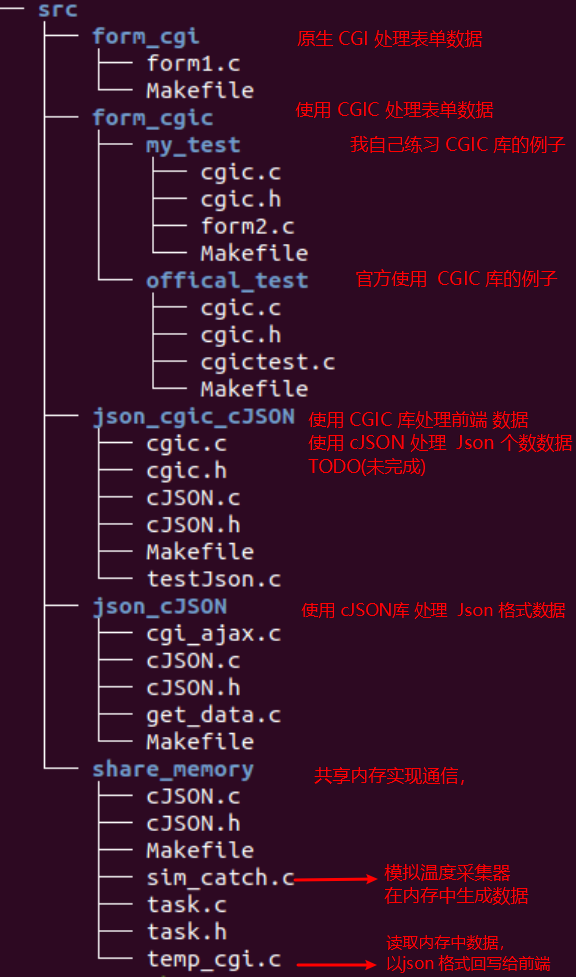 src
form_cgi 原生 CGI 处理表单数据
form1.c
Makefile
form_cgic 使用 CGIC 处理表单数据
my_test 我自己练习 CGIC 库的例子
cgic.c
cgic.h
form2.c
Makefile
offical_test 官方使用 CGIC 库的例子
cgic.c
cgic.h
cgictest.c
Makefile
json_cgic_cJSON 使用 CGIC 库处理前端 数据
cgic.c 使用 cJSON 处理 Json 个数数据
cgic.h TODO(未完成)
cJSON.c
cJSON.h
Makefile
testJson.c
json_cJSON 使用 cJSON库 处理 Json 格式数据
cgi_ajax.c
cJSON.c
cJSON.h
get_data.c
Makefile
share_memory 共享内存实现通信,
cJSON.c
cJSON.h
Makefile
sim_catch.c 模拟温度采集器
在内存中生成数据
task.c
task.h
读取内存中数据,
temp_cgi.c 以json 格式回写给前端